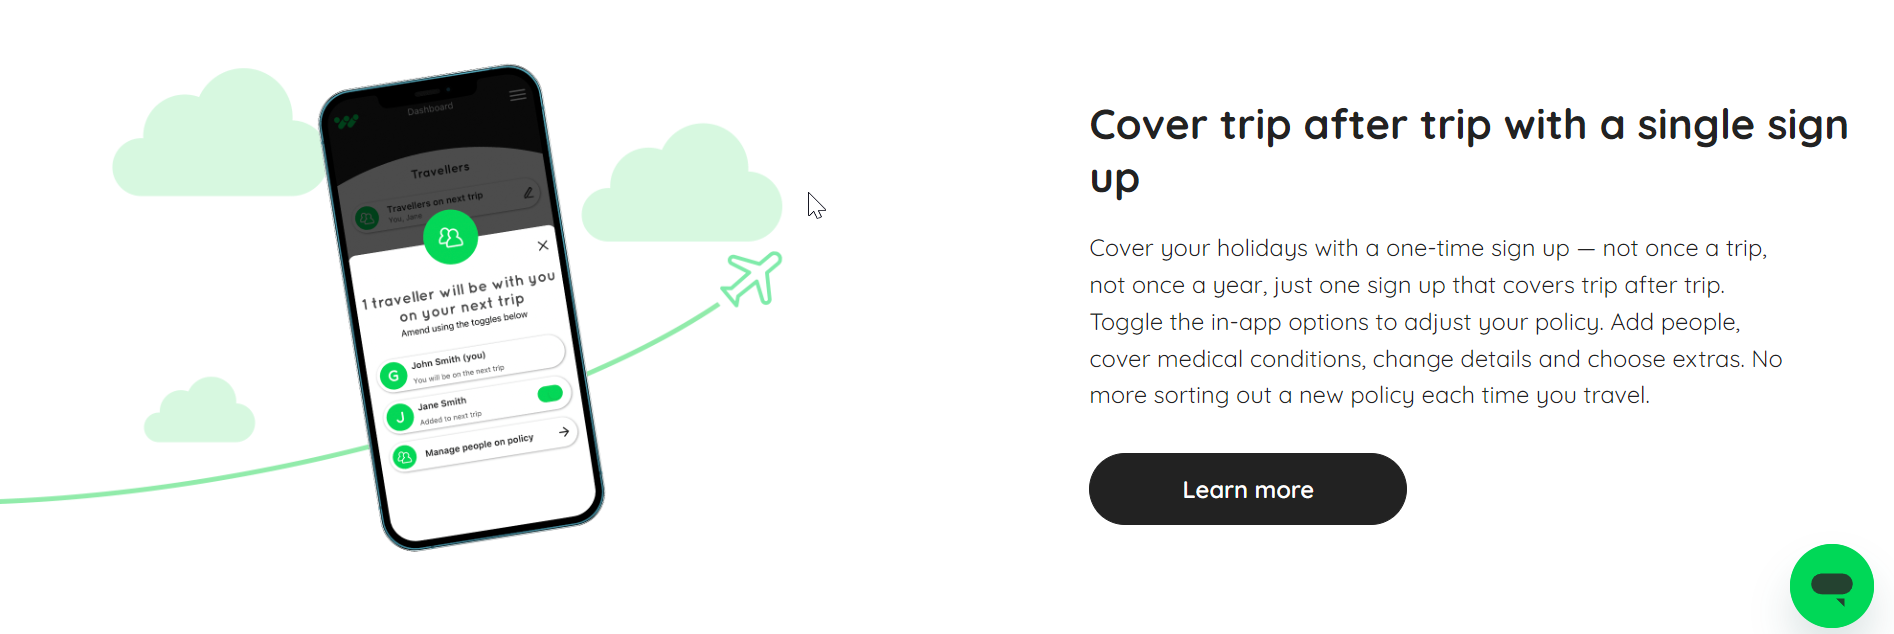 Dashboard
Travellers
Travellers on next trip
You, Jane
1 traveller will be with you
on your next trip
Amend using the toggles below
G
John Smith (you)
You will be on the next trip
J
Jane Smith
Added to next trip
Manage people on policy
Cover trip after trip with a single sign
up
Cover your holidays with a one-time sign up — not once a trip,
not once a year, just one sign up that covers trip after trip.
Toggle the in-app options to adjust your policy. Add people,
cover medical conditions, change details and choose extras. No
more sorting out a new policy each time you travel.
Learn more